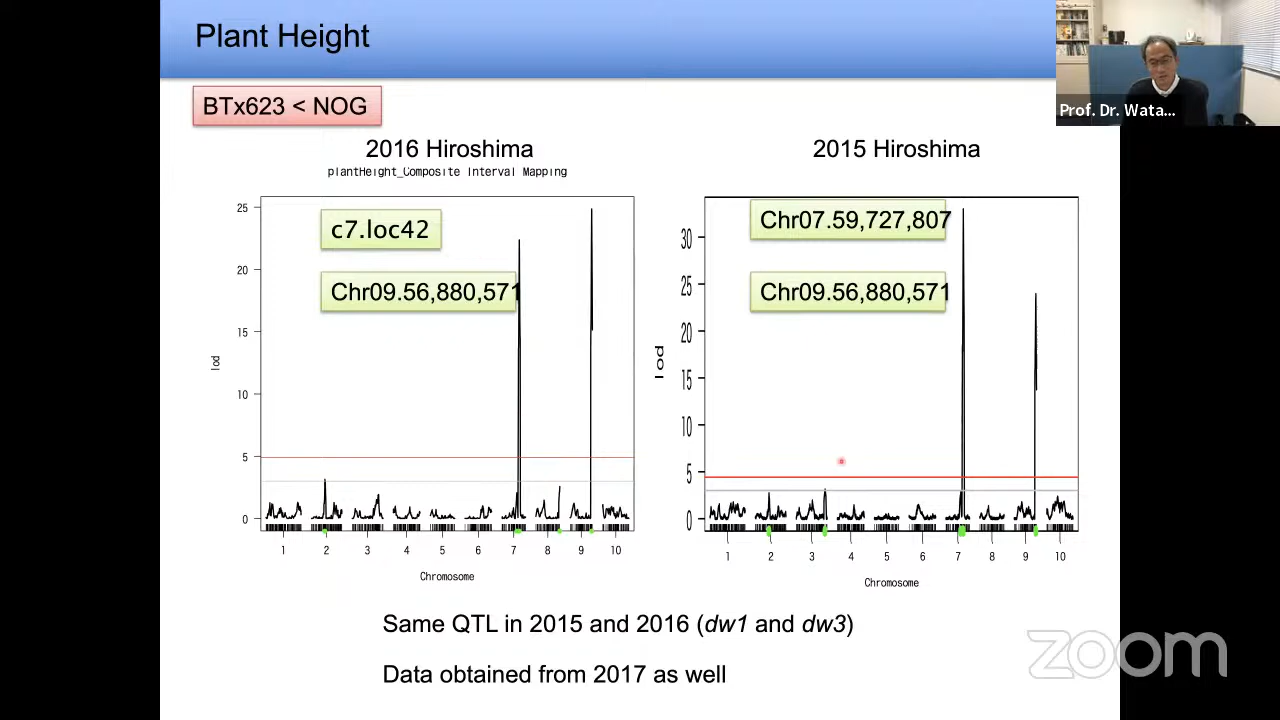 Plant Height
Prof. Dr. Wata...
BTx623 < NOG
2016 Hiroshima
plantHeight_Composite Interval Mapping
25
20
15
10
5
0
lod
c7.loc42
Chr09.56,880,571
1 2 3 4 5 6 7 8 9 10
Chromosome
2015 Hiroshima
30
25
20
15
10
5
0
lod
Chr07.59,727,807
Chr09.56,880,571
1 2 3 4 5 6 7 8 9 10
Chromosome
Same QTL in 2015 and 2016 (dw1 and dw3)
Data obtained from 2017 as well
zoom